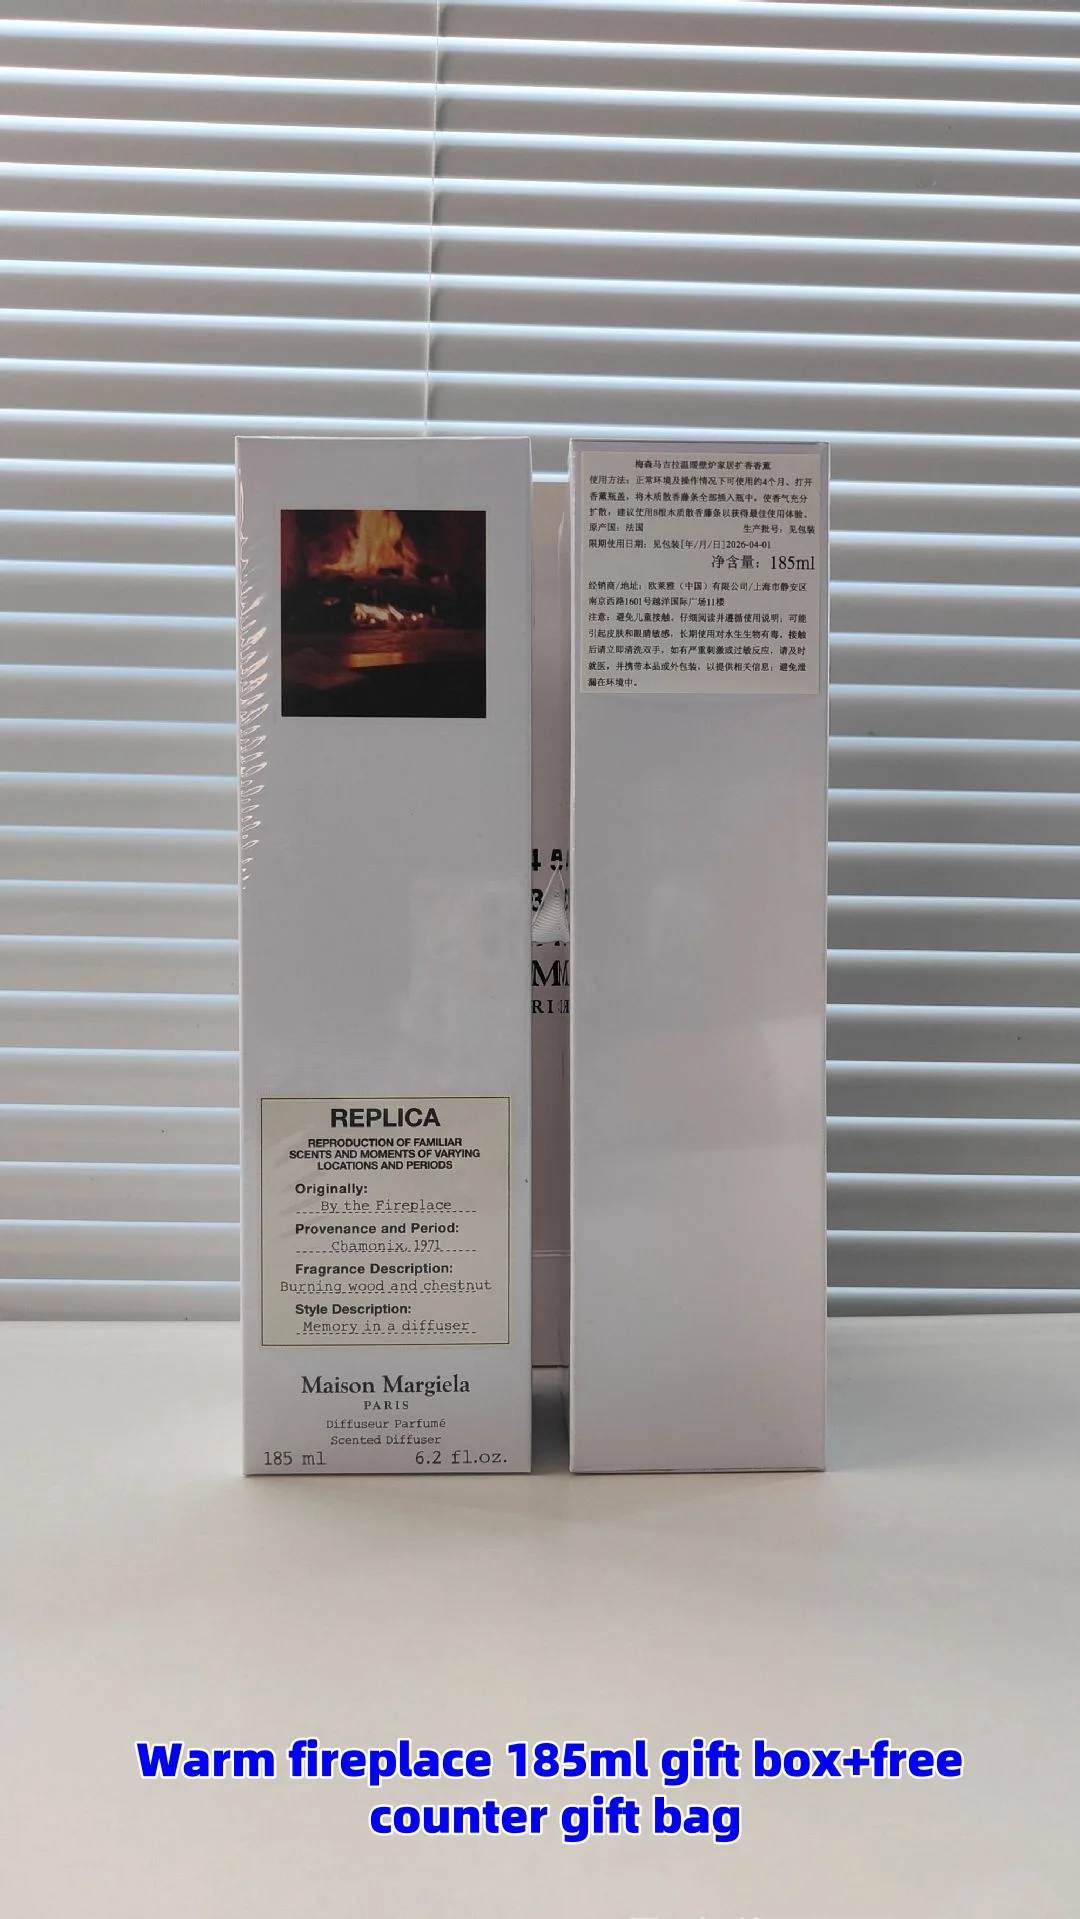 REPLICA
REPRODUCTION OF FAMILIAR
SCENTS AND MOMENTS OF VARYING
LOCATIONS AND PERIODS
Originally:
By the Fireplace
Provenance and Period:
Chamonix, 1971
Fragrance Description:
Burning wood and chestnut
Style Description:
Memory in a diffuser
Maison Margiela
PARIS
Diffuseur Parfumé
Scented Diffuser
185 ml 6.2 fl.oz.
梅森马吉拉温暖壁炉家居扩香香薰
使用方法：正常环境及操作情况下可使用约4个月、打开
香薰瓶盖，将木质散香藤条全部插入瓶中，使香气充分
扩散；建议使用8根木质散香藤条以获得最佳使用体验、
原产国：法国 生产批号：见包装
限期使用日期：见包装[年/月/日]2026-04-01
净含量：185ml
经销商/地址：欧莱雅（中国）有限公司/上海市静安区
南京西路1601号越洋国际广场11楼
注意：避免儿童接触，仔细阅读并遵循使用说明；可能
引起皮肤和眼睛敏感，长期使用对水生生物有毒，接触
后请立即清洗双手，如有严重刺激或过敏反应，请及时
就医，并携带本品或外包装，以提供相关信息；避免泄
漏在环境中。
Warm fireplace 185ml gift box+free
counter gift bag